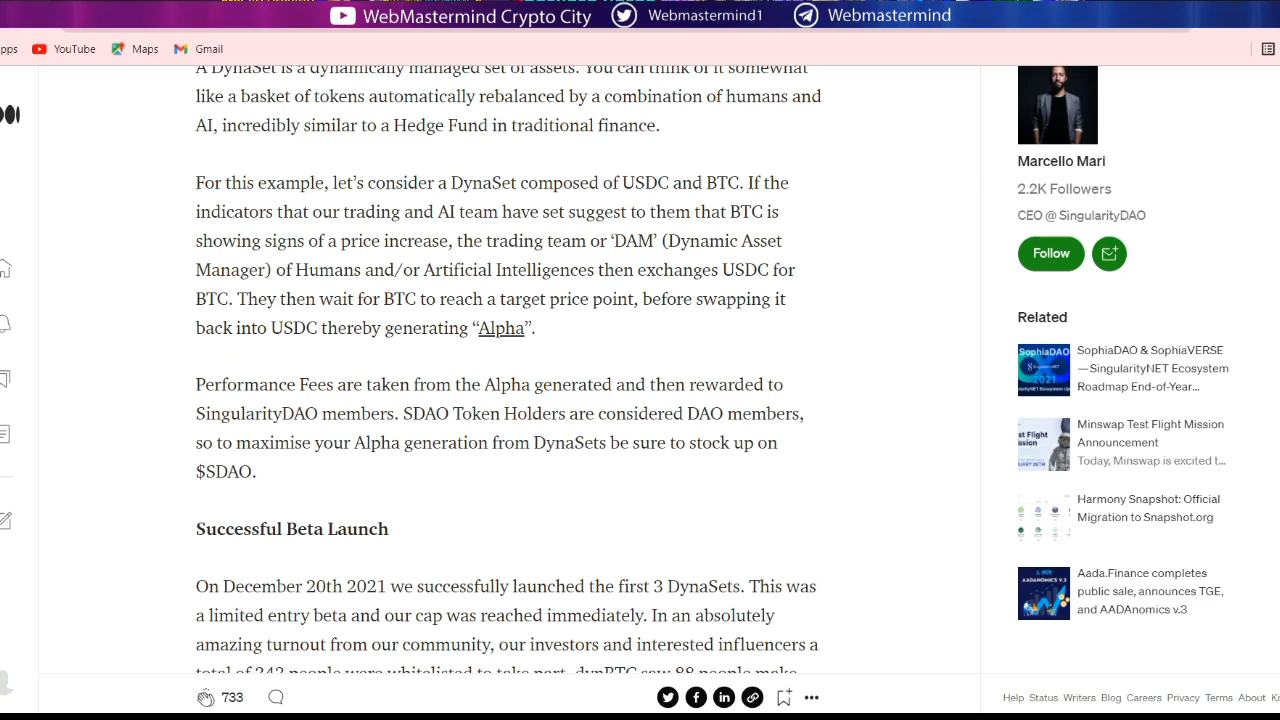 WebMastermind Crypto City Webmastermind1 Webmastermind
pps YouTube Maps Gmail
A DynaSet is a dynamically managed set of assets. You can think of it somewhat
like a basket of tokens automatically rebalanced by a combination of humans and
AI, incredibly similar to a Hedge Fund in traditional finance.
For this example, let’s consider a DynaSet composed of USDC and BTC. If the
indicators that our trading and AI team have set suggest to them that BTC is
showing signs of a price increase, the trading team or ‘DAM’ (Dynamic Asset
Manager) of Humans and/or Artificial Intelligences then exchanges USDC for
BTC. They then wait for BTC to reach a target price point, before swapping it
back into USDC thereby generating “Alpha”.
Performance Fees are taken from the Alpha generated and then rewarded to
SingularityDAO members. SDAO Token Holders are considered DAO members,
so to maximise your Alpha generation from DynaSets be sure to stock up on
$SDAO.
Successful Beta Launch
On December 20th 2021 we successfully launched the first 3 DynaSets. This was
a limited entry beta and our cap was reached immediately. In an absolutely
amazing turnout from our community, our investors and interested influencers a
total of 343 people were whitelisted to take part, dynBTC saw 88 people make
733
Marcello Mari
2.2K Followers
CEO @ SingularityDAO
Follow
Related
SophiaDAO
2021
SophiaDAO & SophiaVERSE
—SingularityNET Ecosystem
Roadmap End-of-Year...
Minswap Test Flight Mission
Announcement
Today, Minswap is excited t...
Harmony Snapshot: Official
Migration to Snapshot.org
AADANOMICS V.3
Aada.Finance completes
public sale, announces TGE,
and AADAnomics v.3
Help Status Writers Blog Careers Privacy Terms About Kn